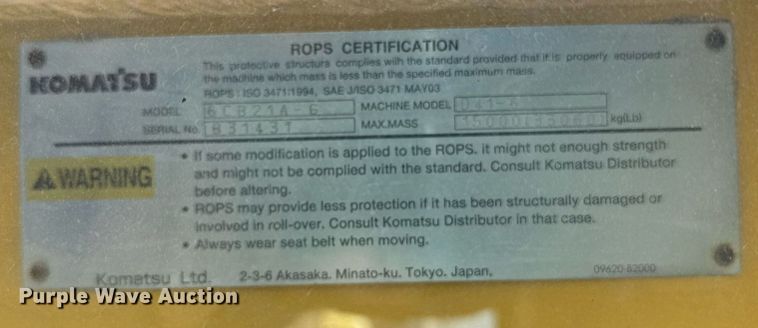 ROPS CERTIFICATION
KOMATSU
This protective structure complies with the standard provided that it is properly equipped on
the machine which mass is less than the specified maximum mass.
ROPS : ISO 3471:1994, SAE J/ISO 3471 MAY03
MODEL MACHINE MODEL D41-6
SERIAL No. B31431 MAX.MASS kg(Lb)
WARNING
• If some modification is applied to the ROPS. it might not enough strength
and might not be complied with the standard. Consult Komatsu Distributor
before altering.
• ROPS may provide less protection if it has been structurally damaged or
involved in roll-over. Consult Komatsu Distributor in that case.
• Always wear seat belt when moving.
Komatsu Ltd. 2-3-6 Akasaka. Minato-ku. Tokyo. Japan. 09620-B2000
Purple Wave Auction